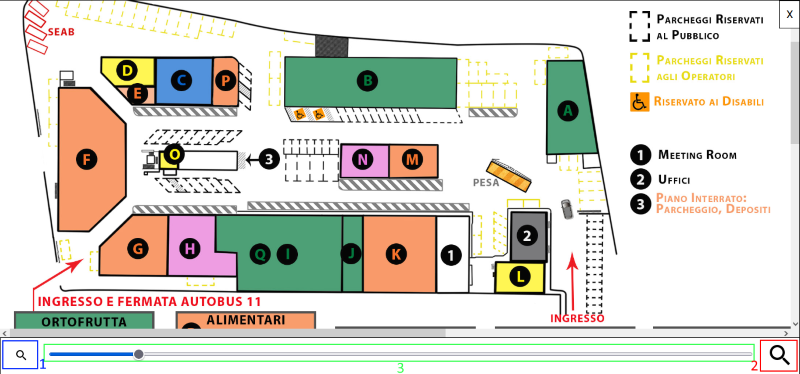 X
SEAB
Parcheggi Riservati
al Pubblico
Parcheggi Riservati
agli Operatori
Riservato ai Disabili
D
C
P
E
B
A
F
O
3
N
M
PESA
1 Meeting Room
2 Uffici
3 Piano Interrato:
Parcheggio, Depositi
G
H
Q
I
J
K
1
2
L
INGRESSO E FERMATA AUTOBUS 11
INGRESSO
ORTOFRUTTA
ALIMENTARI
1
3
2